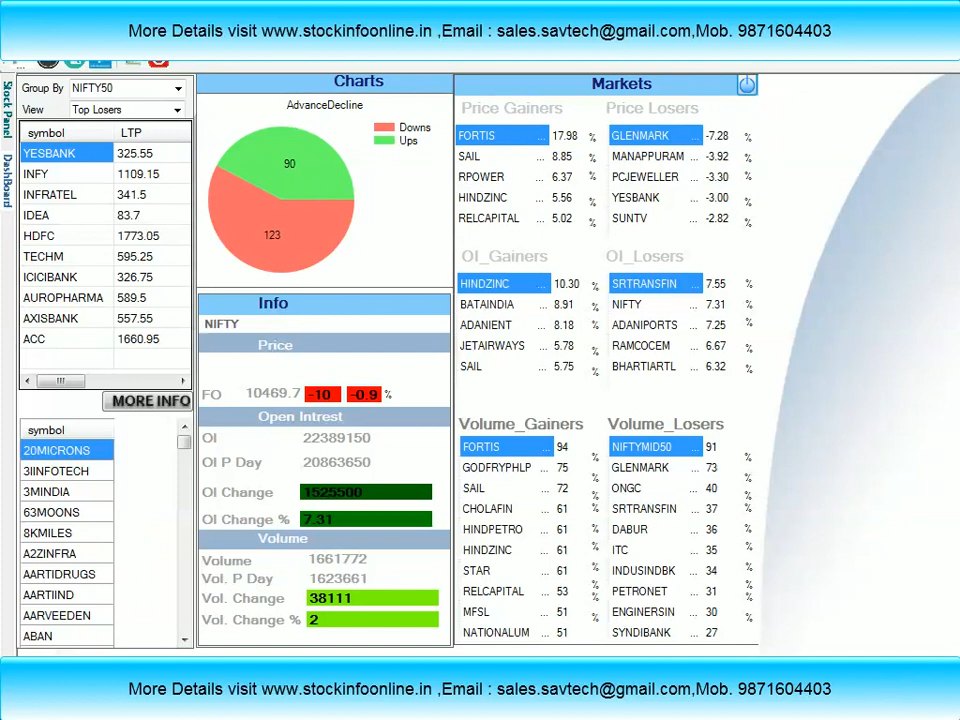 More Details visit www.stockinfoonline.in ,Email : sales.savtech@gmail.com,Mob. 9871604403
Stock Panel
DashBoard
Group By NIFTY50
View Top Losers
symbol LTP
YESBANK 325.55
INFY 1109.15
INFRATEL 341.5
IDEA 83.7
HDFC 1773.05
TECHM 595.25
ICICIBANK 326.75
AUROPHARMA 589.5
AXISBANK 557.55
ACC 1660.95
MORE INFO
symbol
20MICRONS
3IINFOTECH
3MINDIA
63MOONS
8KMILES
A2ZINFRA
AARTIDRUGS
AARTIIND
AARVEEDEN
ABAN
Charts
AdvanceDecline
Downs
Ups
90
123
Info
NIFTY
Price
FO 10469.7 -10 -0.9 %
Open Intrest
OI 22389150
OI P Day 20863650
OI Change 1525500
OI Change % 7.31
Volume
Volume 1661772
Vol. P Day 1623661
Vol. Change 38111
Vol. Change % 2
Markets
Price Gainers Price Losers
FORTIS ... 17.98 % GLENMARK ... -7.28 %
SAIL ... 8.85 % MANAPPURAM ... -3.92 %
RPOWER ... 6.37 % PCJEWELLER ... -3.30 %
HINDZINC ... 5.56 % YESBANK ... -3.00 %
RELCAPITAL ... 5.02 % SUNTV ... -2.82 %
OI_Gainers OI_Losers
HINDZINC ... 10.30 % SRTRANSFIN ... 7.55 %
BATAINDIA ... 8.91 % NIFTY ... 7.31 %
ADANIENT ... 8.18 % ADANIPORTS ... 7.25 %
JETAIRWAYS ... 5.78 % RAMCOCEM ... 6.67 %
SAIL ... 5.75 % BHARTIARTL ... 6.32 %
Volume_Gainers Volume_Losers
FORTIS ... 94 % NIFTYMID50 ... 91 %
GODFRYPHLP ... 75 % GLENMARK ... 73 %
SAIL ... 72 % ONGC ... 40 %
CHOLAFIN ... 61 % SRTRANSFIN ... 37 %
HINDPETRO ... 61 % DABUR ... 36 %
HINDZINC ... 61 % ITC ... 35 %
STAR ... 61 % INDUSINDBK ... 34 %
RELCAPITAL ... 53 % PETRONET ... 31 %
MFSL ... 51 % ENGINERSIN ... 30 %
NATIONALUM ... 51 SYNDIBANK ... 27 %
More Details visit www.stockinfoonline.in ,Email : sales.savtech@gmail.com,Mob. 9871604403